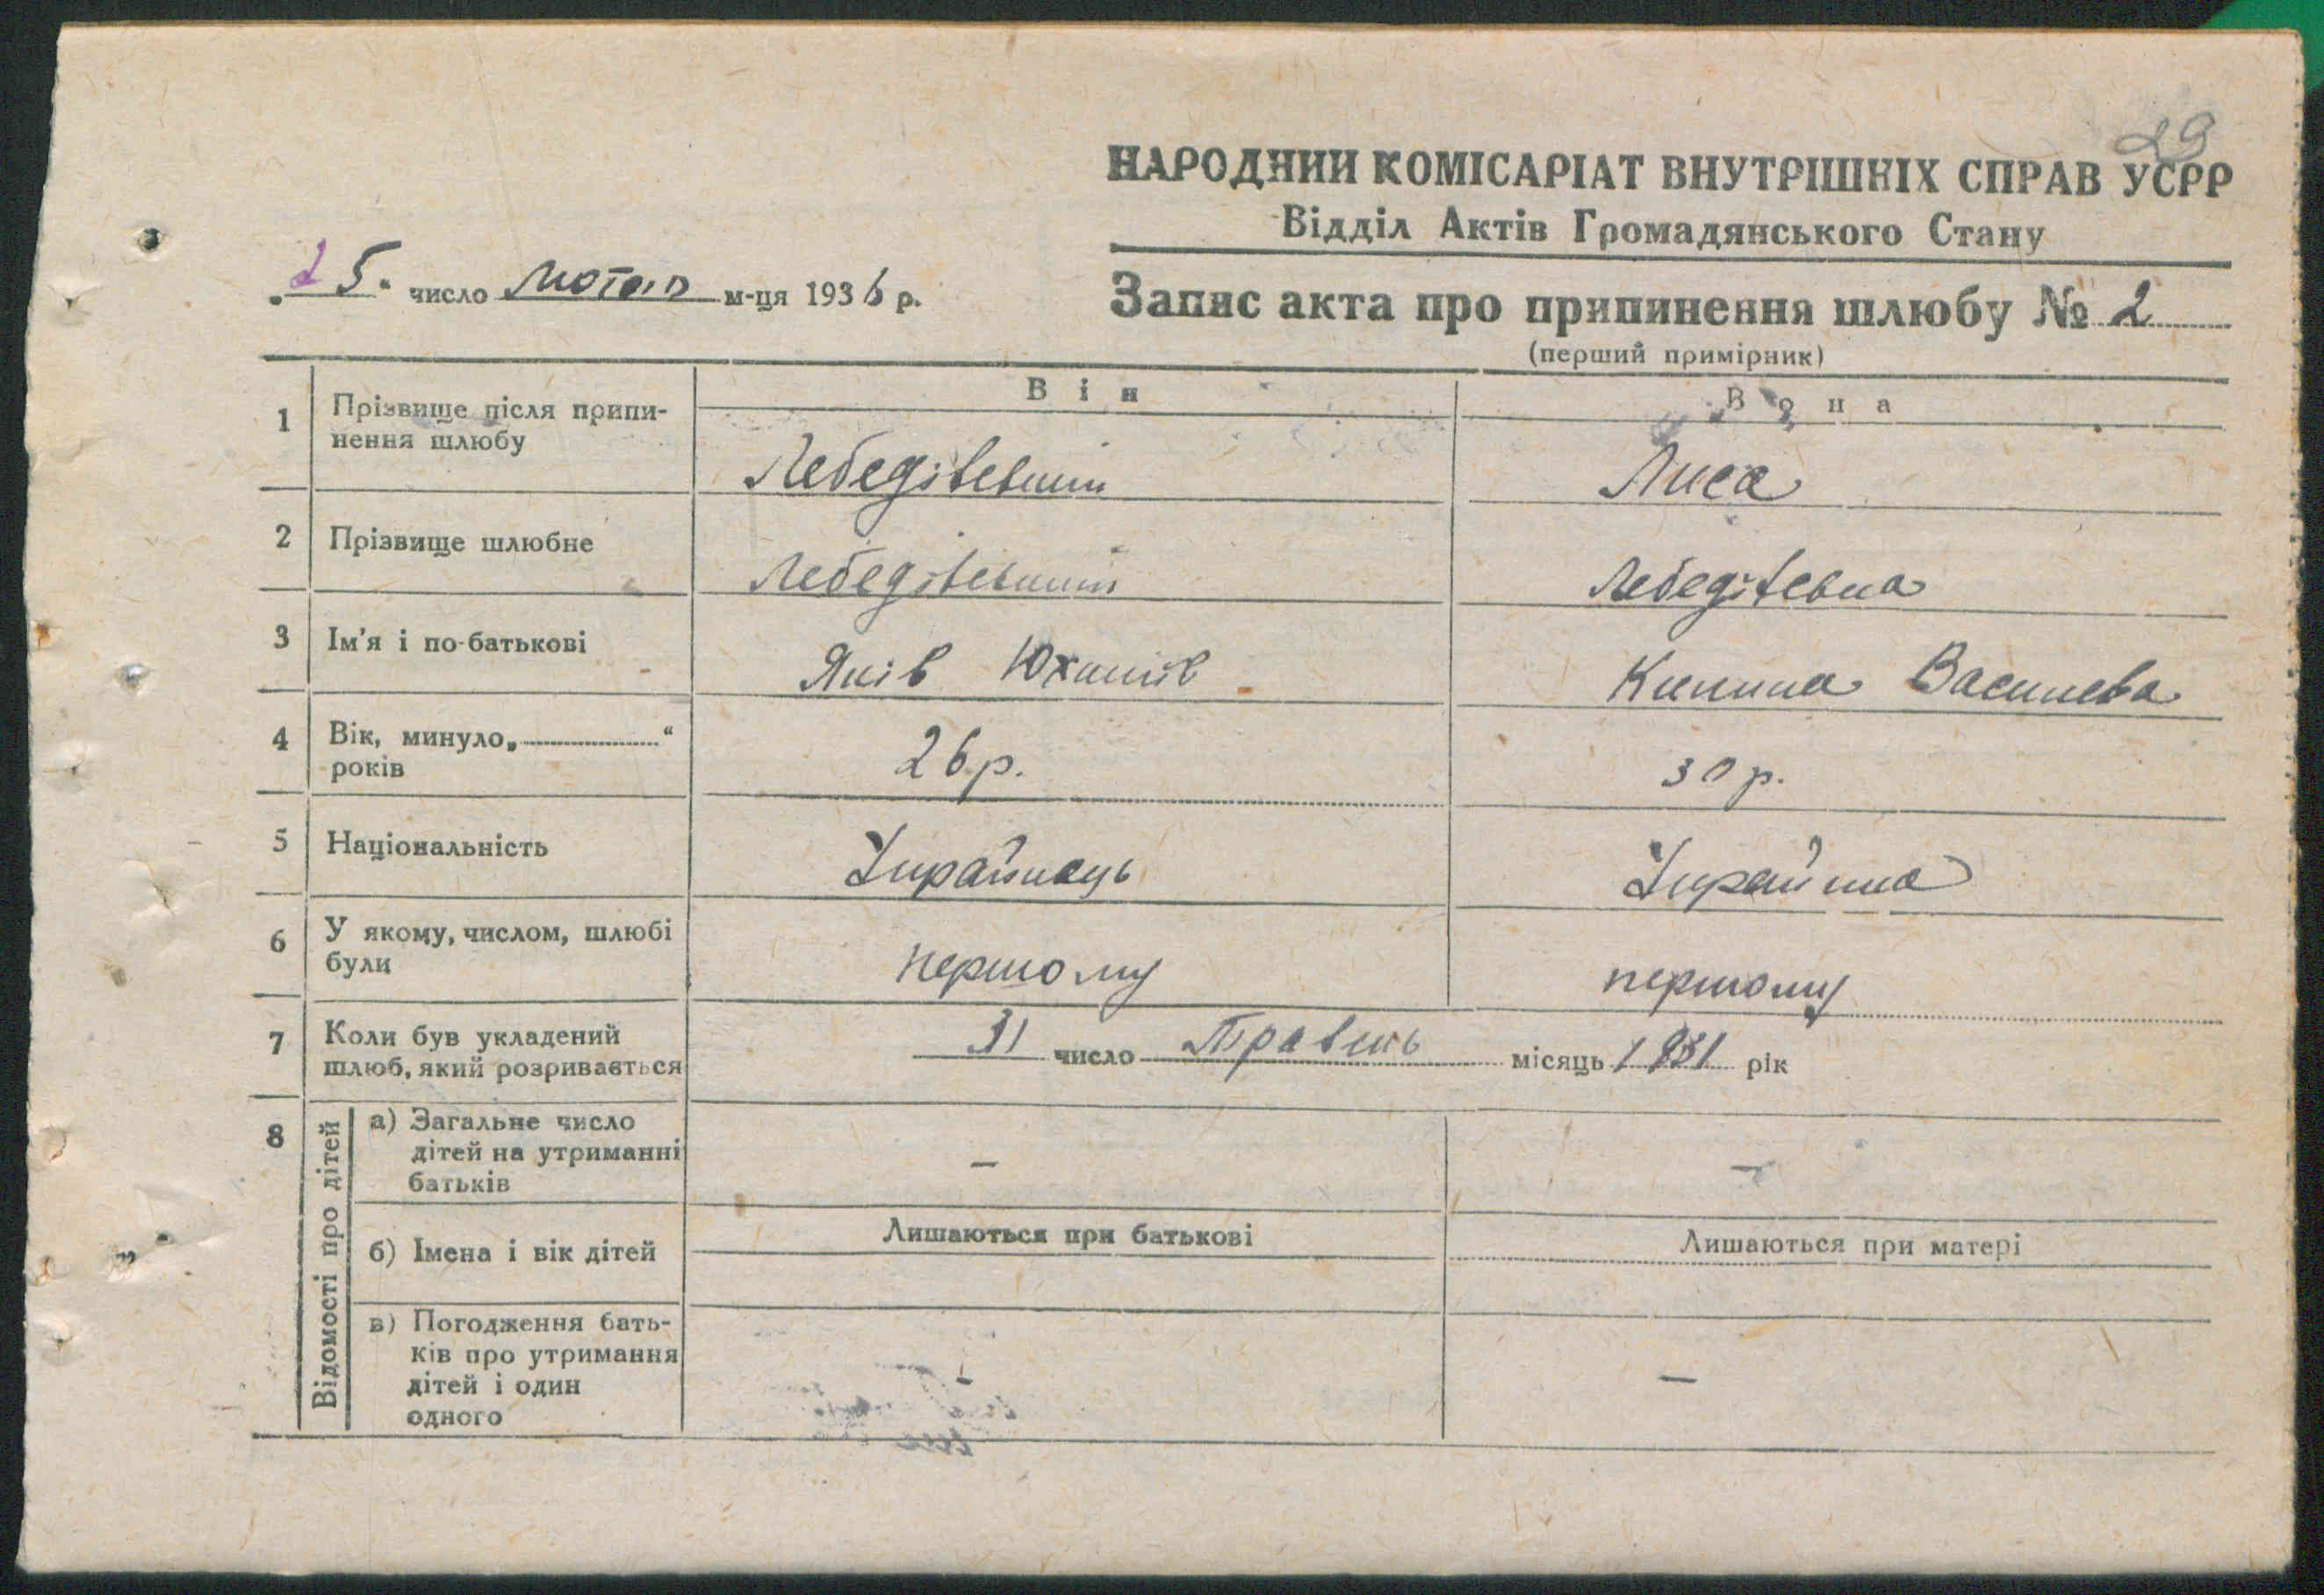 29
НАРОДНИЙ КОМІСАРІАТ ВНУТРІШНІХ СПРАВ УСРР
Відділ Актів Громадянського Стану
„25“ число Лютого м-ця 1936 р.
Запис акта про припинення шлюбу № 2
(перший примірник)
Він Вона
1 Прізвище після припи-
нення шлюбу
Лебедівський Лиса
2 Прізвище шлюбне
Лебедівський Лебедівсьна
3 Ім'я і по-батькові
Яків Юхимів Василева
4 Вік, минуло „ “
років
26 р. 30 р.
5 Національність
Українець Українка
6 У якому, числом, шлюбі
були
першому першому
7 Коли був укладений
шлюб, який розривається
31 число Травень місяць 1931 рік
8 Відомості про дітей
а) Загальне число
дітей на утриманні
батьків
— —
б) Імена і вік дітей
Лишаються при батькові Лишаються при матері
в) Погодження бать-
ків про утримання
дітей і один
одного
— —